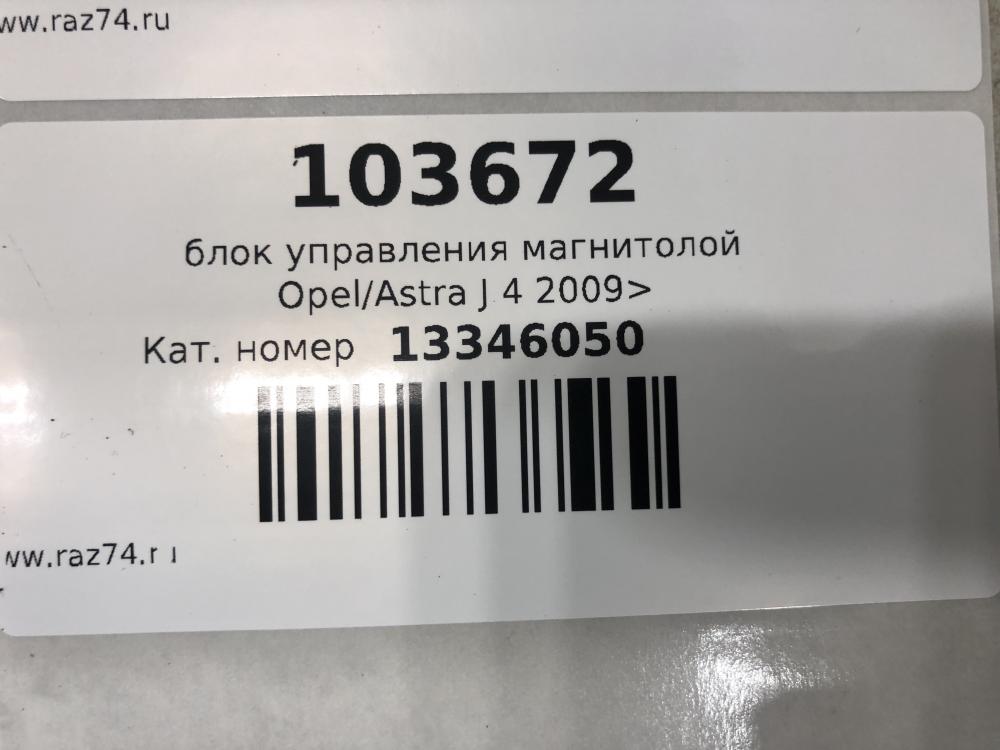 ww.raz74.ru
103672
блок управления магнитолой
Opel/Astra J 4 2009>
Кат. номер 13346050
ww.raz74.r